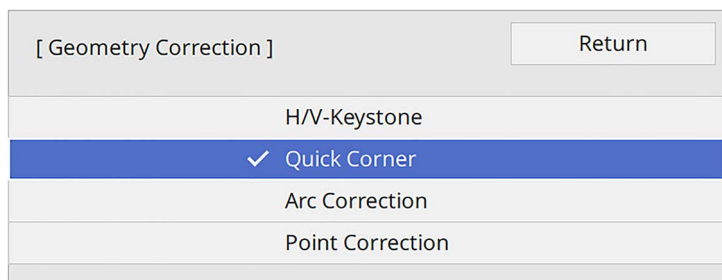 [ Geometry Correction ]
Return
H/V-Keystone
Quick Corner
Arc Correction
Point Correction